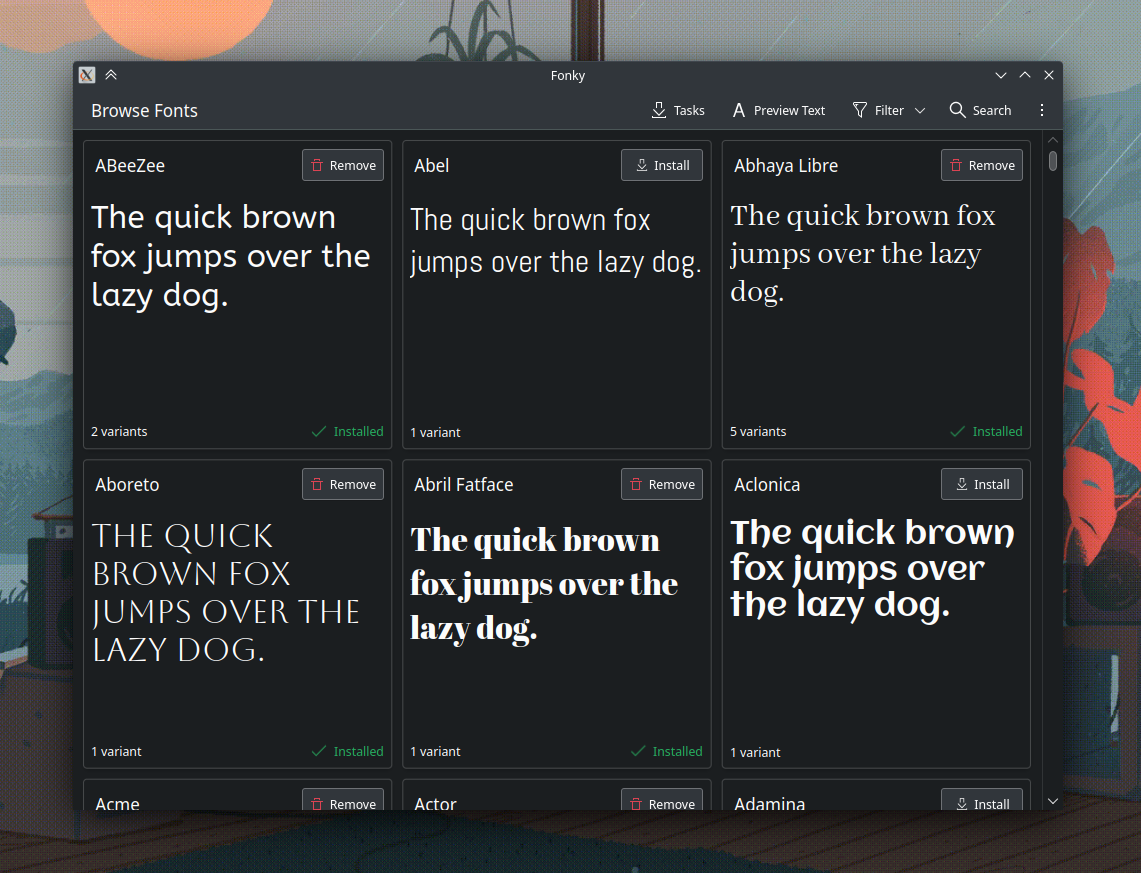 Fonky
Browse Fonts
Tasks
Preview Text
Filter
Search
ABeeZee
Remove
The quick brown
fox jumps over the
lazy dog.
2 variants
Installed
Abel
Install
The quick brown fox
jumps over the lazy dog.
1 variant
Abhaya Libre
Remove
The quick brown fox
jumps over the lazy
dog.
5 variants
Installed
Aboreto
Remove
THE QUICK
BROWN FOX
JUMPS OVER THE
LAZY DOG.
1 variant
Installed
Abril Fatface
Remove
The quick brown
fox jumps over the
lazy dog.
1 variant
Installed
Aclonica
Install
The quick brown
fox jumps over
the lazy dog.
1 variant
Acme
Remove
Actor
Remove
Adamina
Install